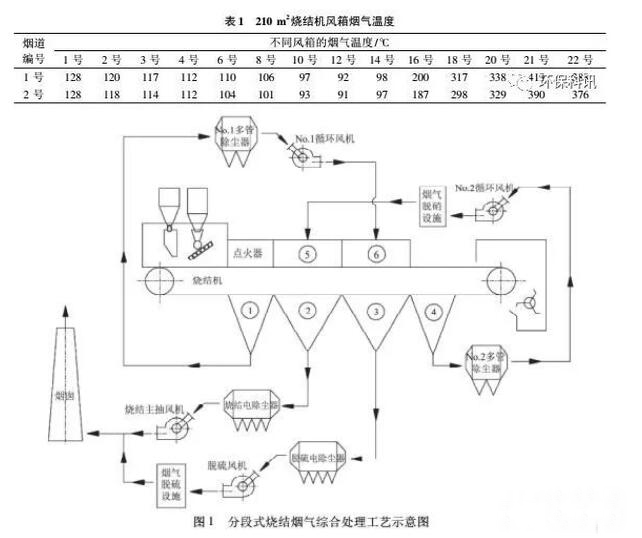 表1 210 m²烧结机风箱烟气温度
烟道编号 不同风箱的烟气温度/℃
1号 2号 3号 4号 6号 8号 10号 12号 14号 16号 18号 20号 21号 22号
1号 128 120 117 112 110 106 97 92 98 200 317 338
2号 128 118 114 112 104 101 93 91 97 187 298 329 390 376
环保科讯
No.1多管
除尘器
No.1循环风机
烟气
脱硝
设施
No.2循环风机
点火器
⑤
⑥
烧结机
①
②
③
④
No.2多管
除尘器
烟囱
烧结主抽风机
烧结电除尘器
烟气
脱硫
设施
脱硫风机
脱硫电除尘器
图1 分段式烧结烟气综合处理工艺示意图